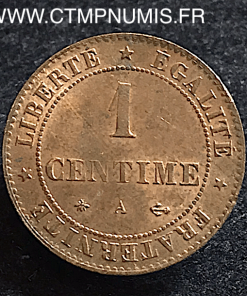 WWW.CTMPNUMIS.FR
LIBERTE ★ EGALITE ★ FRATERNITE ★
1
CENTIME
A